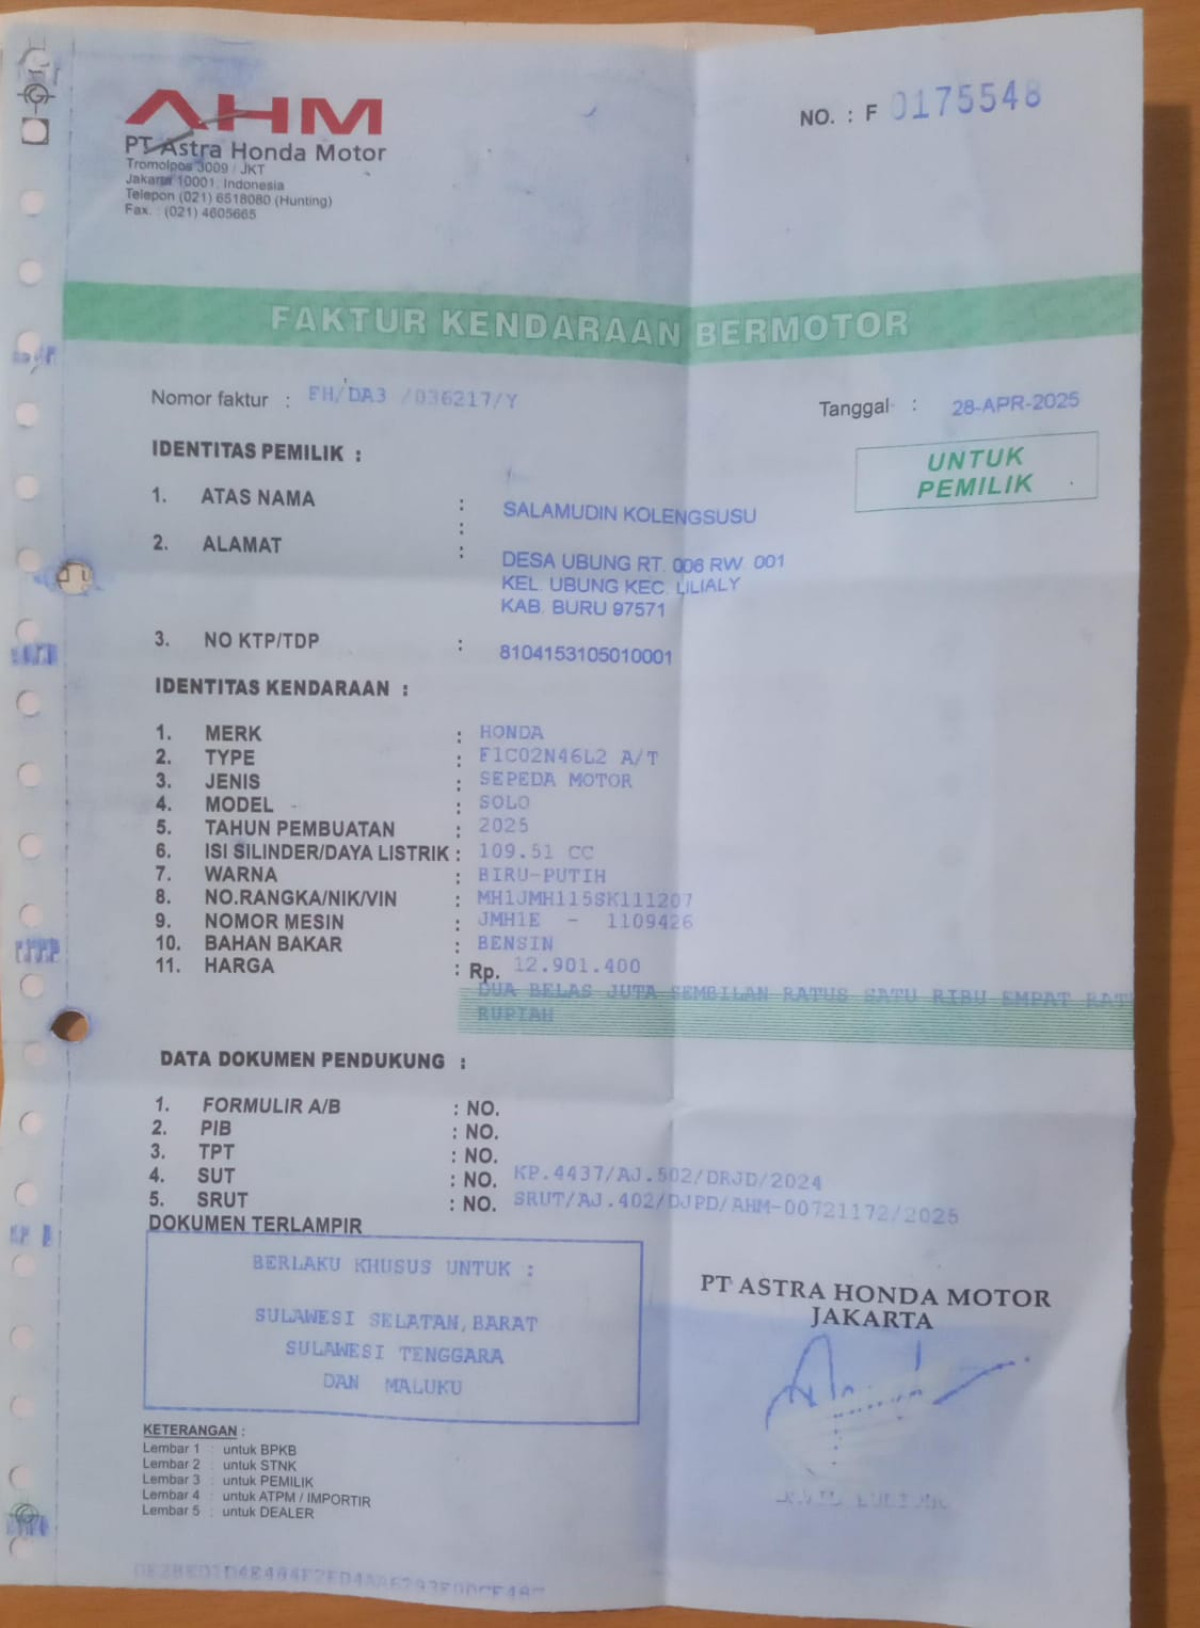 AHM
PT Astra Honda Motor
Tromolpos 3009 / JKT
Jakarta 10001, Indonesia
Telepon (021) 6518080 (Hunting)
Fax. : (021) 4605665
NO. : F 0175548
FAKTUR KENDARAAN BERMOTOR
Nomor faktur : FH/DA3 /036217/Y
Tanggal : 28-APR-2025
UNTUK
PEMILIK
IDENTITAS PEMILIK :
1. ATAS NAMA : SALAMUDIN KOLENGSUSU
:
2. ALAMAT : DESA UBUNG RT. 006 RW. 001
KEL. UBUNG KEC. LILIALY
KAB. BURU 97571
3. NO KTP/TDP : 8104153105010001
IDENTITAS KENDARAAN :
1. MERK : HONDA
2. TYPE : F1C02N46L2 A/T
3. JENIS : SEPEDA MOTOR
4. MODEL : SOLO
5. TAHUN PEMBUATAN : 2025
6. ISI SILINDER/DAYA LISTRIK : 109.51 CC
7. WARNA : BIRU-PUTIH
8. NO.RANGKA/NIK/VIN : MH1JMH115SK111207
9. NOMOR MESIN : JMH1E - 1109426
10. BAHAN BAKAR : BENSIN
11. HARGA : Rp. 12.901.400
DUA BELAS JUTA SEMBILAN RATUS SATU RIBU EMPAT RAT
RUPIAH
DATA DOKUMEN PENDUKUNG :
1. FORMULIR A/B : NO.
2. PIB : NO.
3. TPT : NO.
4. SUT : NO. KP.4437/AJ.502/DRJD/2024
5. SRUT : NO. SRUT/AJ.402/DJPD/AHM-00721172/2025
DOKUMEN TERLAMPIR
BERLAKU KHUSUS UNTUK :
SULAWESI SELATAN,BARAT
SULAWESI TENGGARA
DAN MALUKU
PT ASTRA HONDA MOTOR
JAKARTA
KETERANGAN :
Lembar 1 : untuk BPKB
Lembar 2 : untuk STNK
Lembar 3 : untuk PEMILIK
Lembar 4 : untuk ATPM / IMPORTIR
Lembar 5 : untuk DEALER